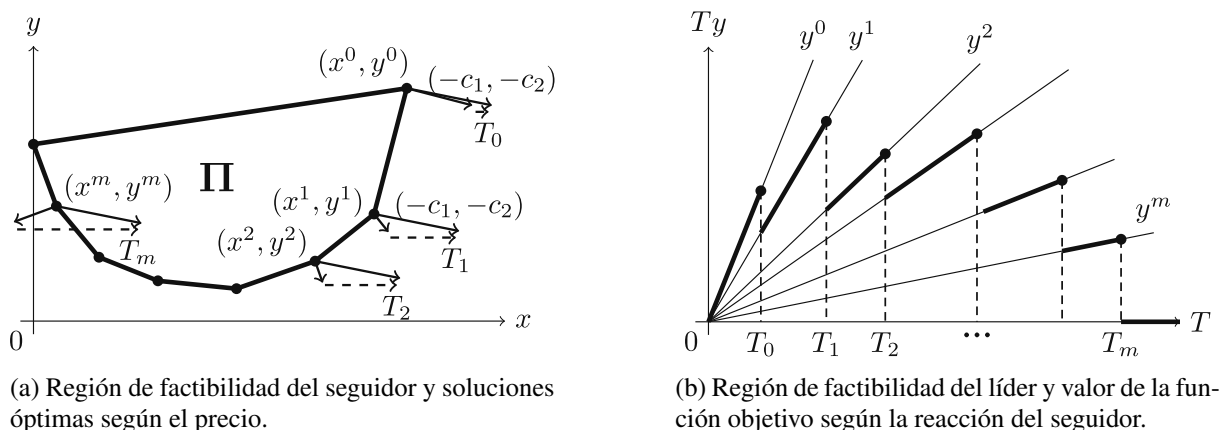 y
(x^0, y^0)
(-c_1, -c_2)
T_0
Π
(x^m, y^m)
(x^1, y^1)
(-c_1, -c_2)
T_m
(x^2, y^2)
T_1
T_2
0
x
(a) Región de factibilidad del seguidor y soluciones
óptimas según el precio.
Ty
y^0
y^1
y^2
y^m
0
T_0
T_1
T_2
...
T_m
T
(b) Región de factibilidad del líder y valor de la fun-
ción objetivo según la reacción del seguidor.